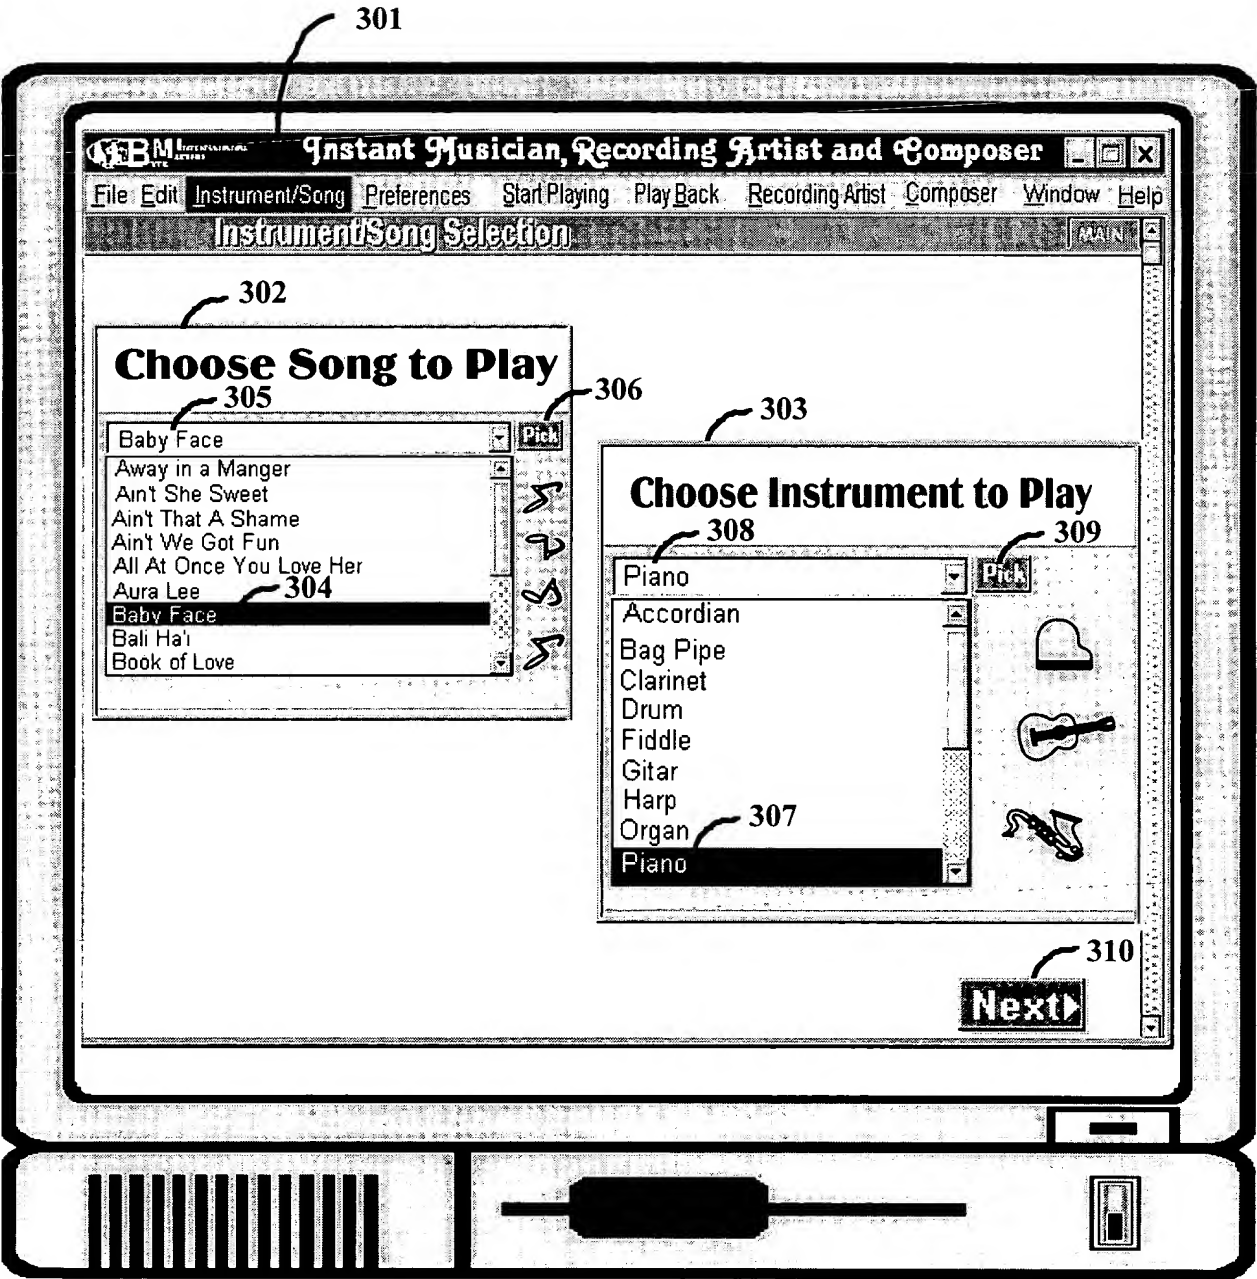 301
Instant Musician, Recording Artist and Composer
File Edit Instrument/Song Preferences Start Playing Play Back Recording Artist Composer Window Help
Instrument/Song Selection MAIN
302
Choose Song to Play
305
306
Baby Face Pick
Away in a Manger
Ain't She Sweet
Ain't That A Shame
Ain't We Got Fun
All At Once You Love Her
Aura Lee
304
Baby Face
Bali Ha'i
Book of Love
303
Choose Instrument to Play
308
309
Piano Pick
Accordian
Bag Pipe
Clarinet
Drum
Fiddle
Gitar
Harp
Organ
307
Piano
310
Next